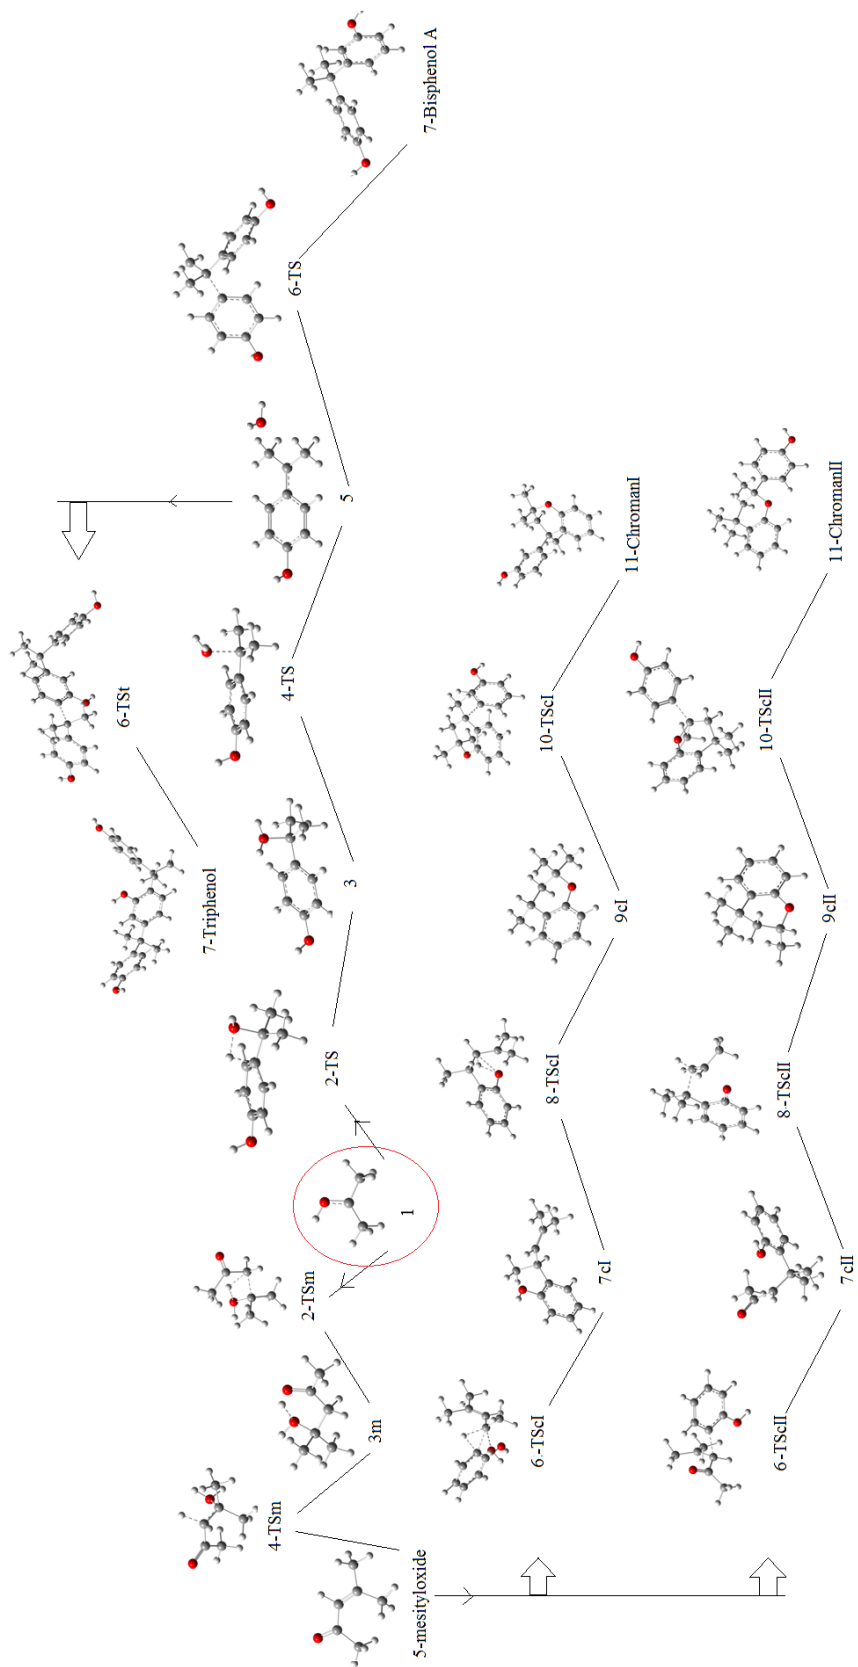 7-Triphenol
6-TSt
5-mesityloxide
4-TSm
3m
2-TSm
1
2-TS
3
4-TS
5
6-TS
7-Bisphenol A
6-TScI
7cI
8-TScI
9cI
10-TScI
11-ChromanI
6-TScII
7cII
8-TScII
9cII
10-TScII
11-ChromanII